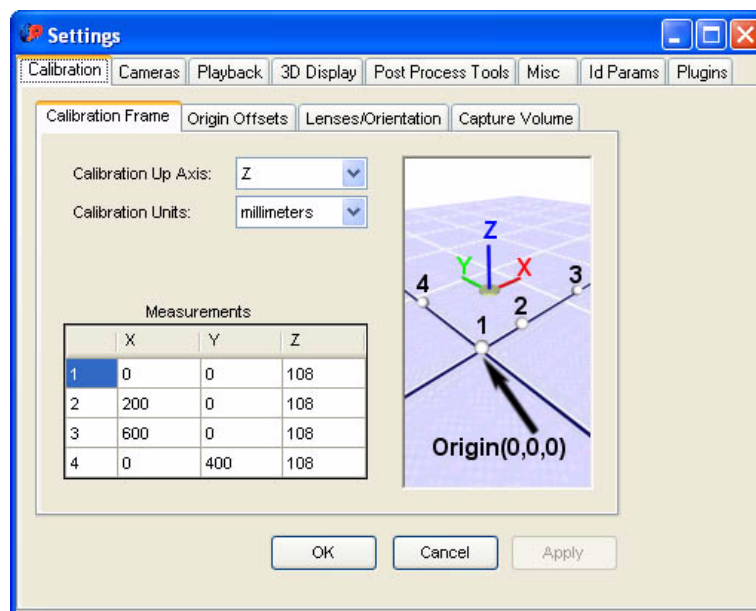 Settings
Calibration Cameras Playback 3D Display Post Process Tools Misc Id Params Plugins
Calibration Frame Origin Offsets Lenses/Orientation Capture Volume
Calibration Up Axis: Z
Calibration Units: millimeters
Measurements
X Y Z
1 0 0 108
2 200 0 108
3 600 0 108
4 0 400 108
Z
Y X
4 3
2
1
Origin(0,0,0)
OK Cancel Apply